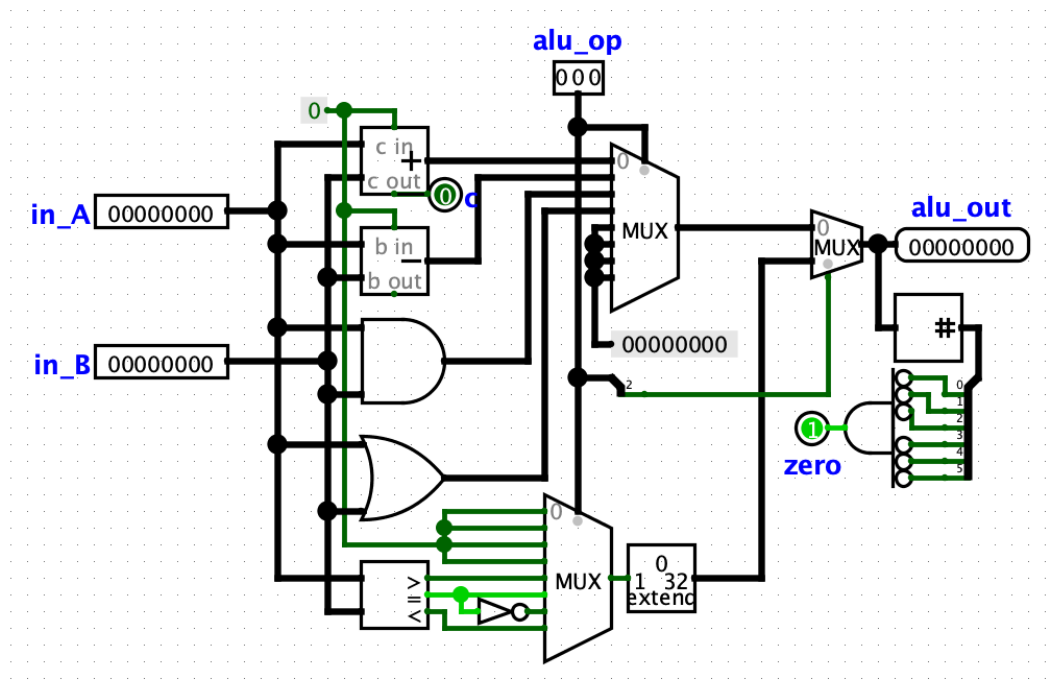 alu_op
000
0
c in
+
c out
0
c
0
MUX
in_A
00000000
b in
−
b out
alu_out
0
MUX
00000000
#
00000000
in_B
00000000
2
0
1
2
3
4
5
1
zero
0
MUX
>
=
<
0
1 32
extend